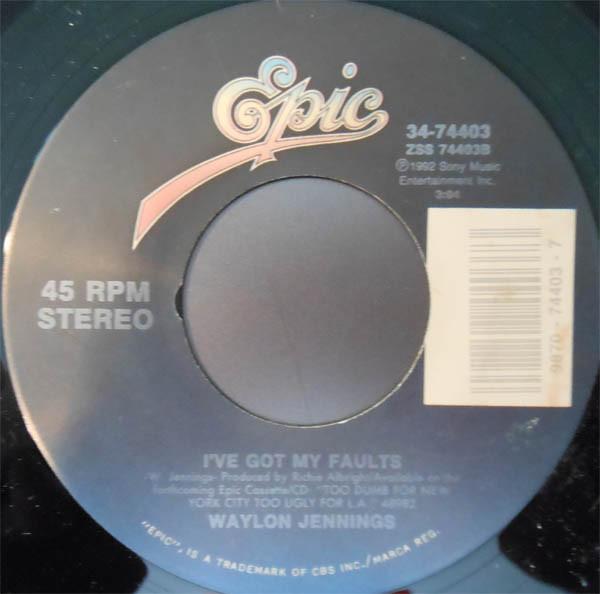 Epic
34-74403
ZSS 74403B
℗1992 Sony Music
Entertainment Inc.
3:04
45 RPM
STEREO
9870-74403-7
I'VE GOT MY FAULTS
-W. Jennings- Produced by Richie Albright/Available on the
forthcoming Epic Cassette/CD "TOO DUMB FOR NEW
YORK CITY TOO UGLY FOR L.A." 48982
WAYLON JENNINGS
"EPIC", IS A TRADEMARK OF CBS INC./MARCA REG.